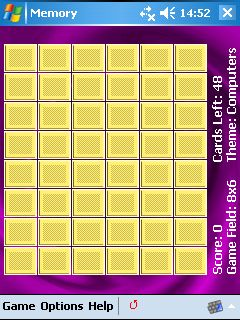 Memory
14:52
Cards Left: 48
Theme: Computers
Score: 0
Game Field: 8x6
Game Options Help